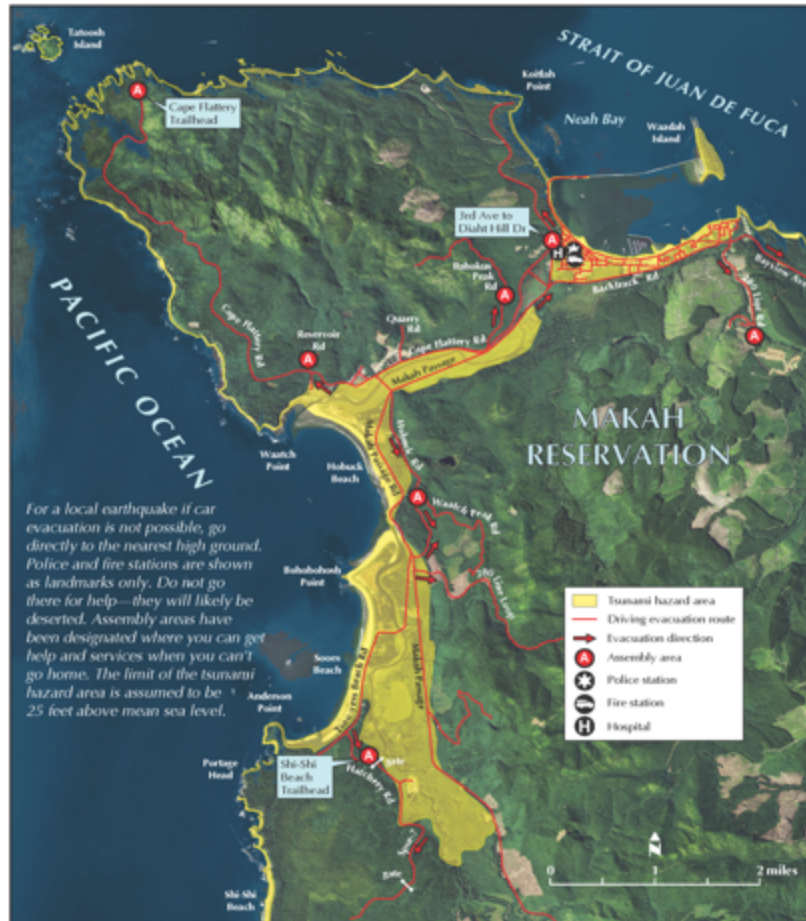 Tatoosh
Island
STRAIT OF JUAN DE FUCA
Koitlah
Point
A
Cape Flattery
Trailhead
Neah Bay
Waadah
Island
3rd Ave to
Diaht Hill Dr
A
H
Bahokus
Peak
Rd
A
Backtrack Rd
Bayview Ave
PACIFIC OCEAN
Cape Flattery Rd
Reservoir
Rd
A
Quarry
Rd
Cape Flattery Rd
Makah Passage
A
MAKAH
RESERVATION
Waatch
Point
Hobuck
Beach
Hobuck Rd
A
Waatch Peak Rd
For a local earthquake if car
evacuation is not possible, go
directly to the nearest high ground.
Police and fire stations are shown
as landmarks only. Do not go
there for help—they will likely be
deserted. Assembly areas have
been designated where you can get
help and services when you can't
go home. The limit of the tsunami
hazard area is assumed to be
25 feet above mean sea level.
Bahobohosh
Point
Line Loop
Sooes
Beach
Makah Passage
Beach Rd
Anderson
Point
Portage
Head
Shi-Shi
Beach
Trailhead
A
gate
Hatchery Rd
gate
Shi-Shi
Beach
Tsunami hazard area
Driving evacuation route
Evacuation direction
A Assembly area
Police station
Fire station
H Hospital
0 1 2 miles